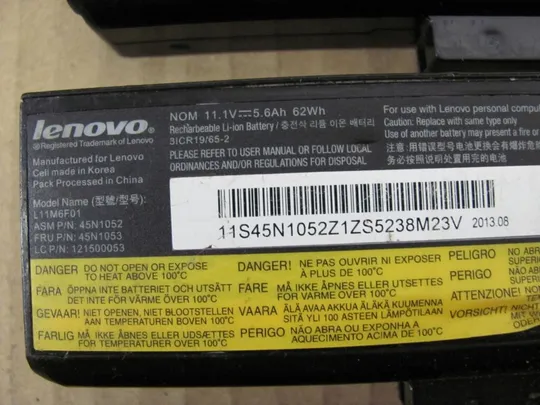 lenovo
® Registered Trademark of Lenovo
Manufactured for Lenovo
Cell made in Korea
Pack Processed in China
Model Name (型號/型号):
L11M6F01
ASM P/N: 45N1052
FRU P/N: 45N1053
LC P/N: 121500053
NOM 11.1V⎓5.6Ah 62Wh
Rechargeable Li-ion Battery / 충전식 리튬 이온 배터리
3ICR19/65-2
PLEASE REFER TO USER MANUAL OR FOLLOW
LOCAL ORDINANCES OR REGULATIONS FOR
For use with Lenovo personal comput
Caution: Replace with same type only
Use of another battery may present a
11S45N1052Z1ZS5238M23V 2013.08
DANGER DO NOT OPEN OR EXPOSE
TO HEAT ABOVE 100°C
FARA ÖPPNA INTE BATTERIET OCH UTSÄTT
DET INTE FÖR VÄRME ÖVER 100°C
GEVAAR! NIET OPENEN, NIET BLOOTSTELLEN
AAN TEMPERATUREN BOVEN 100°C
FARLIG MÅ IKKE ÅBNES ELLER UDSÆTTES
FOR TEMPERATURER OVER 100°C
DANGER! NE PAS OUVRIR NI EXPOSER
À PLUS DE 100°C
FARE MÅ IKKE ÅPNES ELLER UTSETTES
FOR VARME OVER 100°C
VAARA ÄLÄ AVAA AKKUA ÄLÄKÄ KUUMENNA
SITÄ YLI 100 ASTEEN LÄMPÖTILAAN
PERIGO NÃO ABRA OU EXPONHA A
AQUECIMENTO ACIMA DE 100°C
PELIGRO
PERIGO
ATTENZIONE!
VORSICHT!